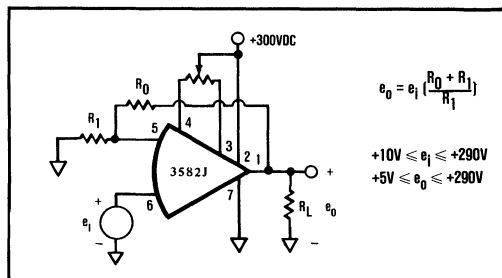 +300VDC
R0
R1
4
5
3
2
1
3582J
6
7
+
ei
−
RL
+
eo
−
eo = ei (R0 + R1 / R1)
+10V ≤ ei ≤ +290V
+5V ≤ eo ≤ +290V